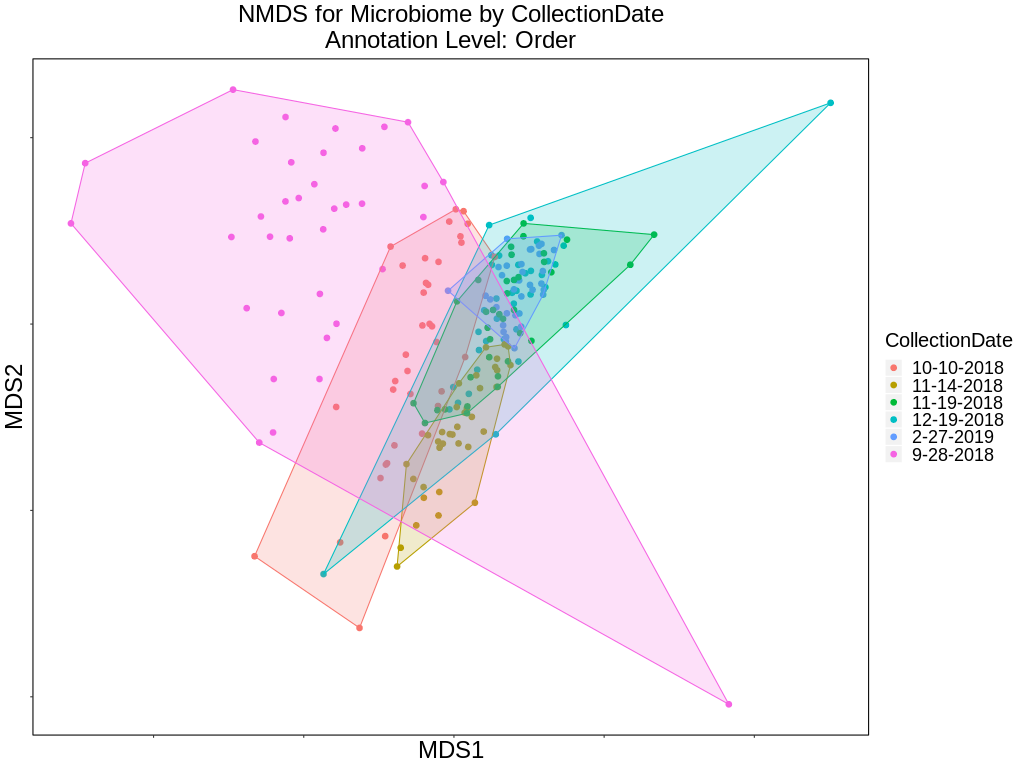 NMDS for Microbiome by CollectionDate
Annotation Level: Order
MDS2
MDS1
CollectionDate
10-10-2018
11-14-2018
11-19-2018
12-19-2018
2-27-2019
9-28-2018